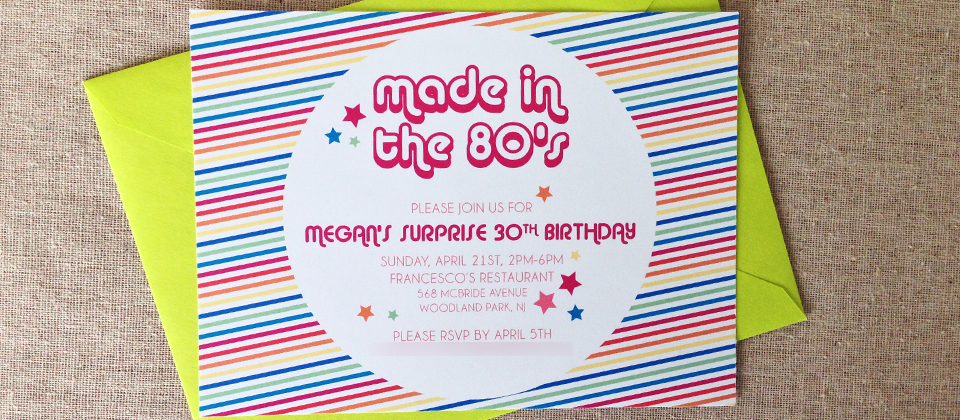 made in
the 80's
PLEASE JOIN US FOR
MEGAN'S SURPRISE 30TH BIRTHDAY
SUNDAY, APRIL 21ST, 2PM-6PM
FRANCESCO'S RESTAURANT
568 MCBRIDE AVENUE
WOODLAND PARK, NJ
PLEASE RSVP BY APRIL 5TH